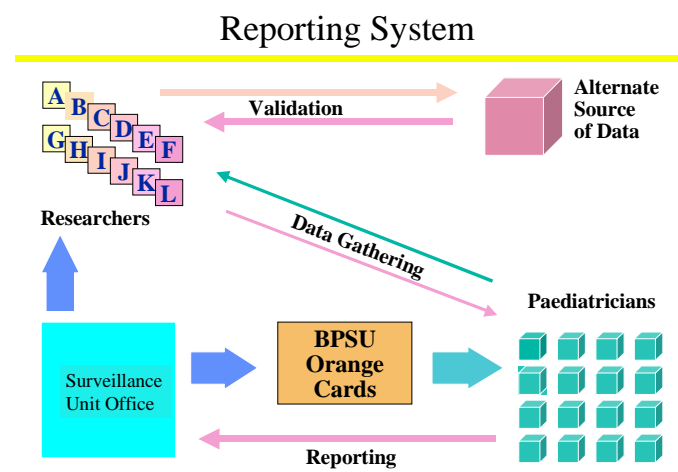 Reporting System
A
B
C
D
E
F
G
H
I
J
K
L
Researchers
Validation
Alternate
Source
of Data
Data Gathering
Paediatricians
Surveillance
Unit Office
BPSU
Orange
Cards
Reporting